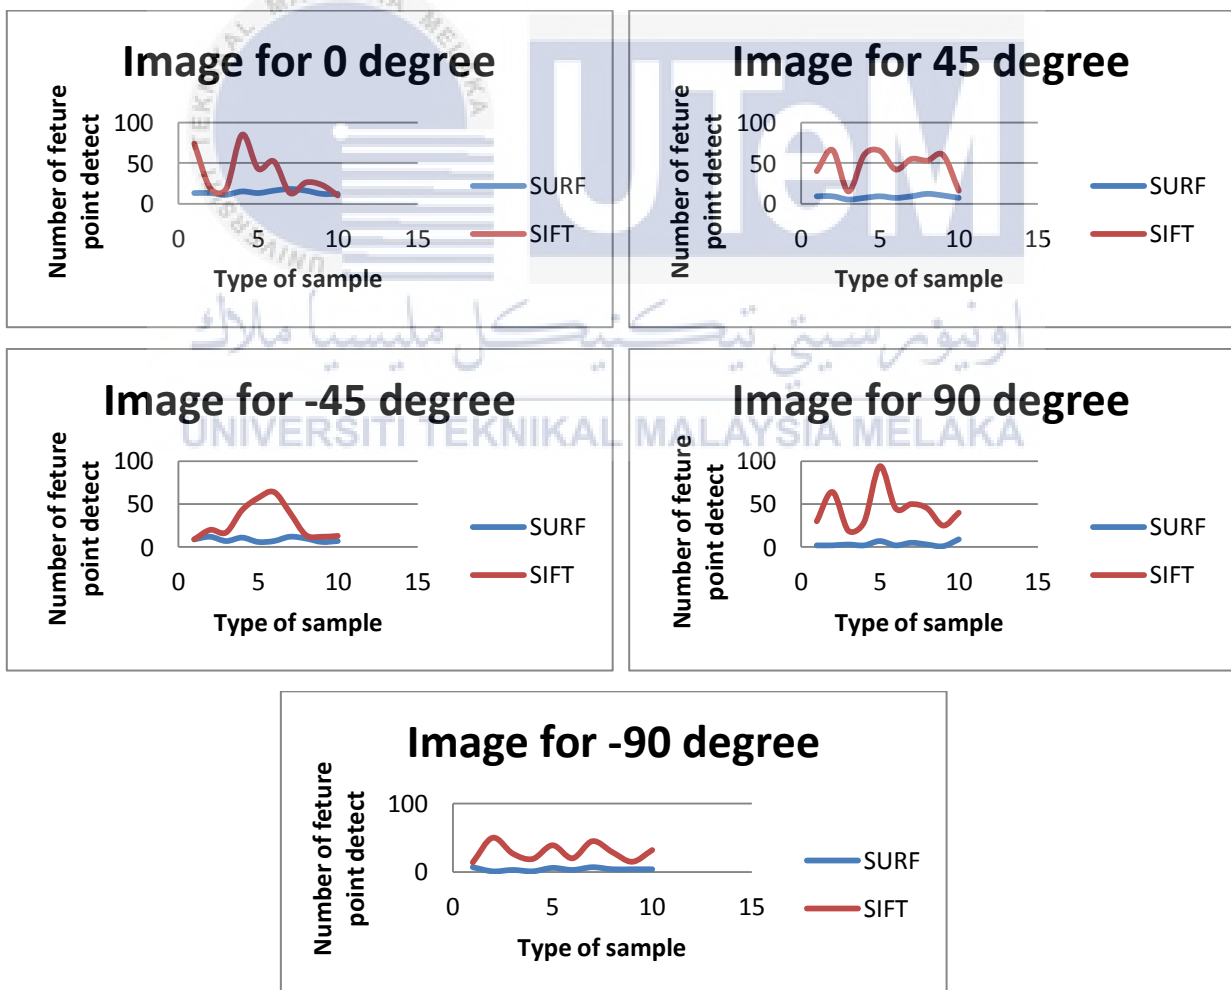 Image for 0 degree
Number of feture
point detect
100
50
0
0 5 10 15
Type of sample
SURF
SIFT
Image for 45 degree
Number of feture
point detect
100
50
0
0 5 10 15
Type of sample
SURF
SIFT
اونيۏرسيتي تيكنيكل مليسيا ملاك
UNIVERSITI TEKNIKAL MALAYSIA MELAKA
UTeM
Image for -45 degree
Number of feture
point detect
100
50
0
0 5 10 15
Type of sample
SURF
SIFT
Image for 90 degree
Number of feture
point detect
100
50
0
0 5 10 15
Type of sample
SURF
SIFT
Image for -90 degree
Number of feture
point detect
100
0
0 5 10 15
Type of sample
SURF
SIFT